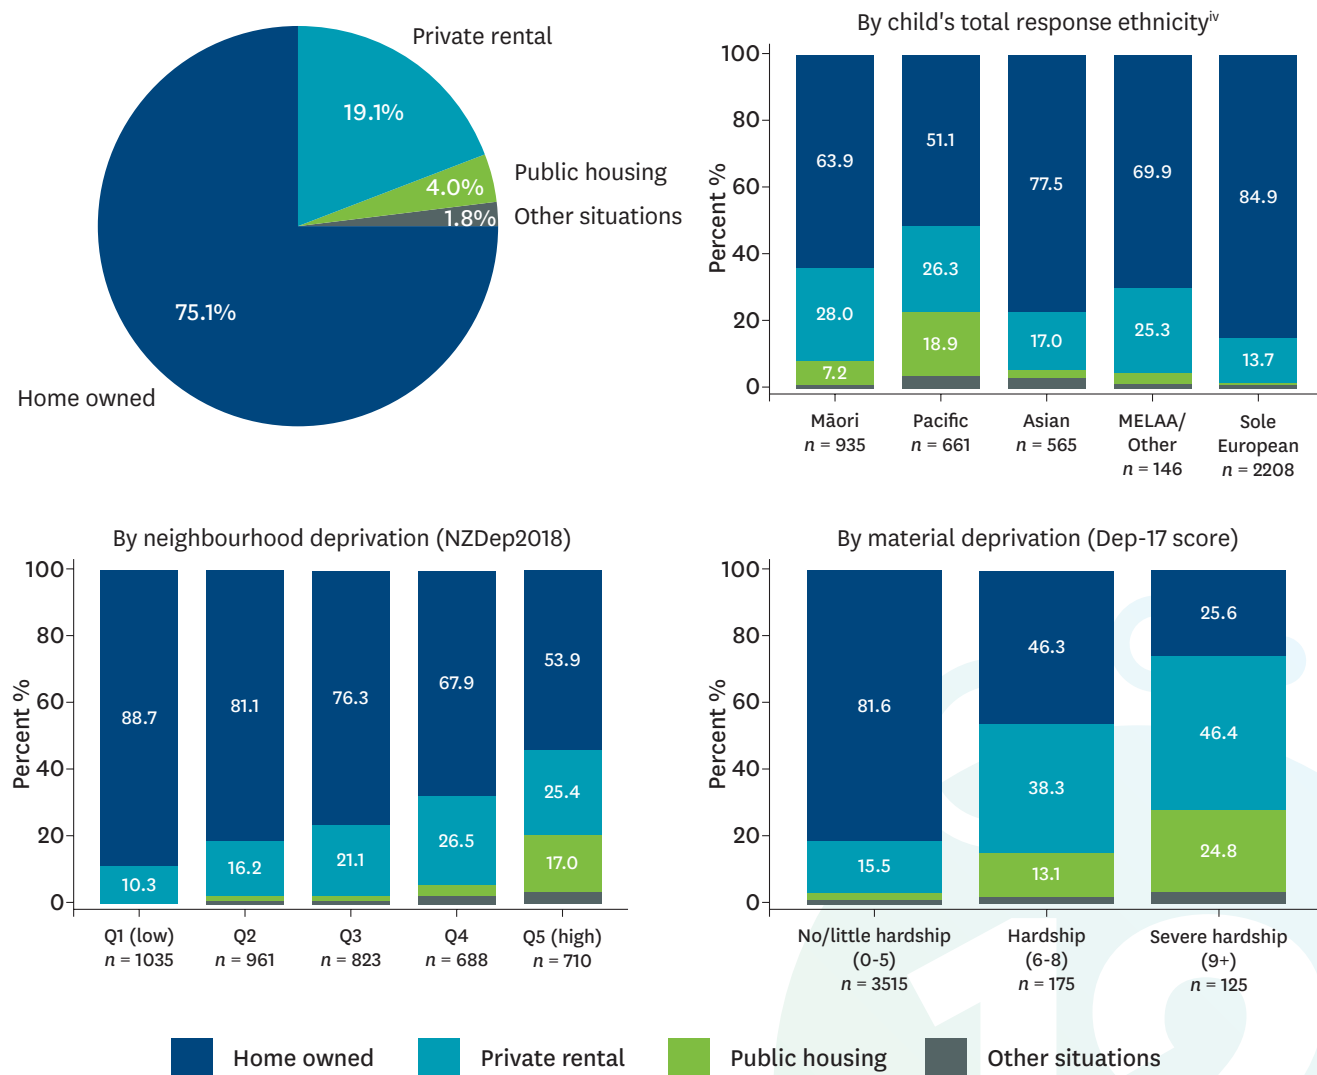 Private rental
19.1%
Public housing
4.0%
Other situations
1.8%
75.1%
Home owned
By child's total response ethnicityiv
Percent %
100
80
60
40
20
0
63.9
28.0
7.2
51.1
26.3
18.9
77.5
17.0
69.9
25.3
84.9
13.7
Māori
n = 935
Pacific
n = 661
Asian
n = 565
MELAA/
Other
n = 146
Sole
European
n = 2208
By neighbourhood deprivation (NZDep2018)
Percent %
100
80
60
40
20
0
88.7
10.3
81.1
16.2
76.3
21.1
67.9
26.5
53.9
25.4
17.0
Q1 (low)
n = 1035
Q2
n = 961
Q3
n = 823
Q4
n = 688
Q5 (high)
n = 710
By material deprivation (Dep-17 score)
Percent %
100
80
60
40
20
0
81.6
15.5
46.3
38.3
13.1
25.6
46.4
24.8
No/little hardship
(0-5)
n = 3515
Hardship
(6-8)
n = 175
Severe hardship
(9+)
n = 125
Home owned
Private rental
Public housing
Other situations